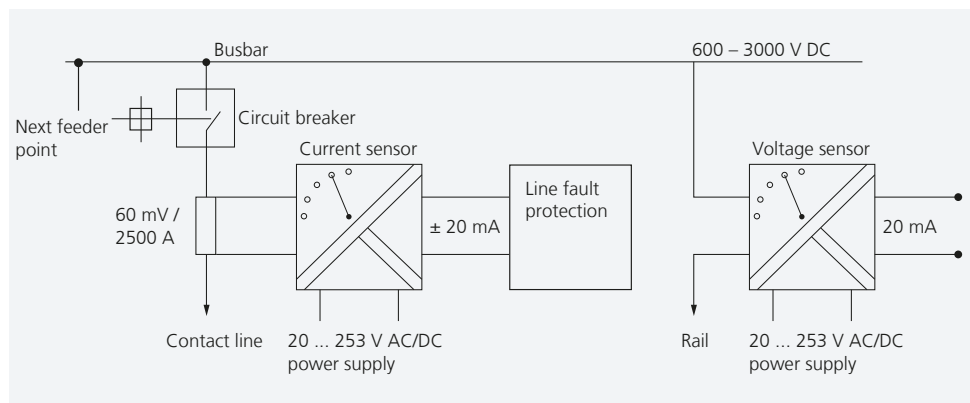 Busbar
600 – 3000 V DC
Next feeder
point
Circuit breaker
Current sensor
Voltage sensor
60 mV /
2500 A
± 20 mA
Line fault
protection
20 mA
Contact line
20 ... 253 V AC/DC
power supply
Rail
20 ... 253 V AC/DC
power supply